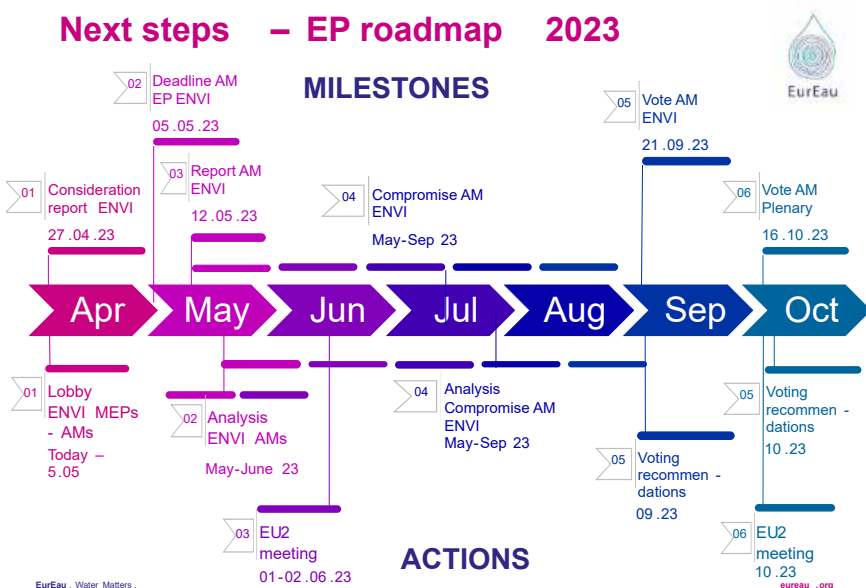 Next steps – EP roadmap 2023
EurEau
MILESTONES
01
Consideration
report ENVI
27.04.23
02
Deadline AM
EP ENVI
05.05.23
03
Report AM
ENVI
12.05.23
04
Compromise AM
ENVI
May-Sep 23
05
Vote AM
ENVI
21.09.23
06
Vote AM
Plenary
16.10.23
Apr
May
Jun
Jul
Aug
Sep
Oct
01
Lobby
ENVI MEPs
- AMs
Today –
5.05
02
Analysis
ENVI AMs
May-June 23
03
EU2
meeting
01-02.06.23
04
Analysis
Compromise AM
ENVI
May-Sep 23
05
Voting
recommen -
dations
09.23
05
Voting
recommen -
dations
10.23
06
EU2
meeting
10.23
ACTIONS
EurEau . Water Matters .
eureau .org